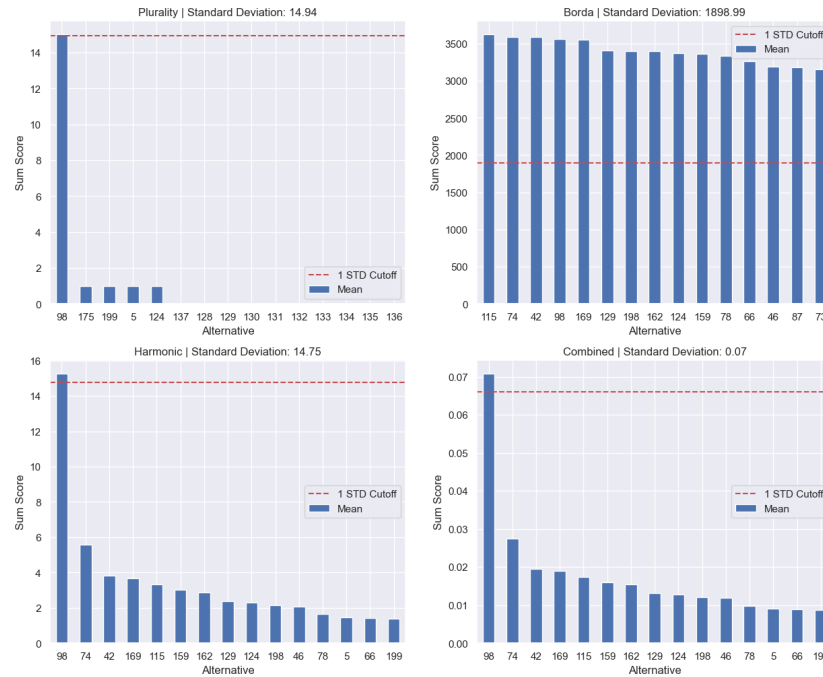 Plurality | Standard Deviation: 14.94
Sum Score
14
12
10
8
6
4
2
0
1 STD Cutoff
Mean
98 175 199 5 124 137 128 129 130 131 132 133 134 135 136
Alternative
Borda | Standard Deviation: 1898.99
Sum Score
3500
3000
2500
2000
1500
1000
500
0
1 STD Cutoff
Mean
115 74 42 98 169 129 198 162 124 159 78 66 46 87 73
Alternative
Harmonic | Standard Deviation: 14.75
Sum Score
16
14
12
10
8
6
4
2
0
1 STD Cutoff
Mean
98 74 42 169 115 159 162 129 124 198 46 78 5 66 199
Alternative
Combined | Standard Deviation: 0.07
Sum Score
0.07
0.06
0.05
0.04
0.03
0.02
0.01
0.00
1 STD Cutoff
Mean
98 74 42 169 115 159 162 129 124 198 46 78 5 66
Alternative